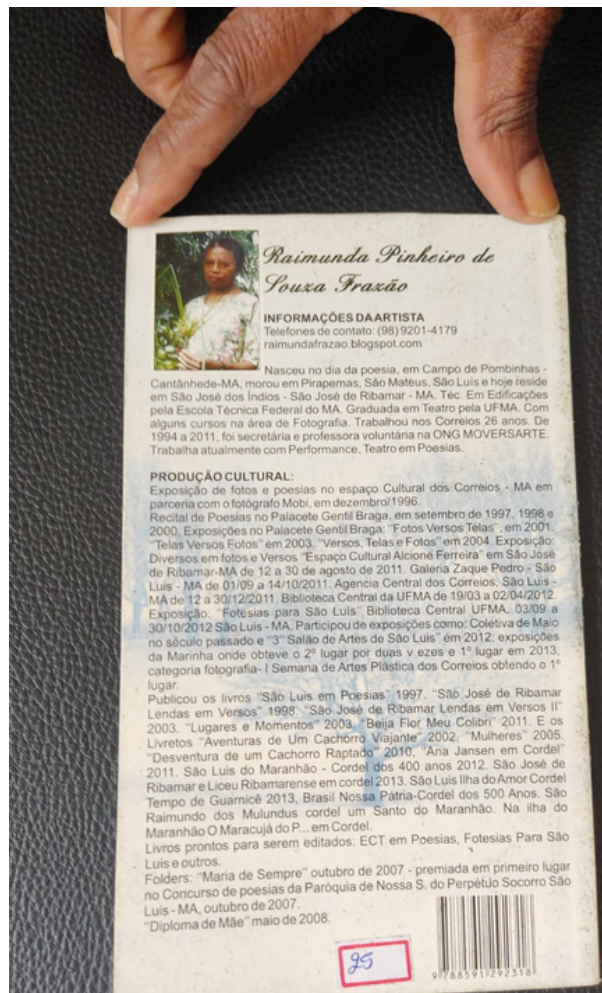 Raimunda Pinheiro de
Souza Frazão
INFORMAÇÕES DA ARTISTA
Telefones de contato: (98) 9201-4179
raimundafrazao.blogspot.com
Nasceu no dia da poesia, em Campo de Pombinhas -
Cantânhede-MA, morou em Pirapemas, São Mateus, São Luís e hoje reside
em São José dos Índios - São José de Ribamar - MA. Téc. Em Edificações
pela Escola Técnica Federal do MA. Graduada em Teatro pela UFMA. Com
alguns cursos na área de Fotografia. Trabalhou nos Correios 26 anos. De
1994 a 2011, foi secretária e professora voluntária na ONG MOVERSARTE.
Trabalha atualmente com Performance, Teatro em Poesias.
PRODUÇÃO CULTURAL:
Exposição de fotos e poesias no espaço Cultural dos Correios - MA em
parceria com o fotógrafo Mobi, em dezembro/1996.
Recital de Poesias no Palacete Gentil Braga, em setembro de 1997, 1998 e
2000. Exposições no Palacete Gentil Braga: "Fotos Versos Telas", em 2001,
"Telas Versos Fotos" em 2003, "Versos, Telas e Fotos" em 2004. Exposição:
Diversos em fotos e Versos "Espaço Cultural Alcione Ferreira" em São José
de Ribamar-MA de 12 a 30 de agosto de 2011. Galeria Zaque Pedro - São
Luis - MA de 01/09 a 14/10/2011. Agencia Central dos Correios, São Luis -
MA de 12 a 30/12/2011. Biblioteca Central da UFMA de 19/03 a 02/04/2012.
Exposição: "Fotesias para São Luís" Biblioteca Central UFMA. 03/09 a
30/10/2012 São Luis - MA. Participou de exposições como: Coletiva de Maio
no século passado e "3° Salão de Artes de São Luis" em 2012; exposições
da Marinha onde obteve o 2º lugar por duas v ezes e 1º lugar em 2013,
categoria fotografia- I Semana de Artes Plástica dos Correios obtendo o 1º
lugar.
Publicou os livros "São Luis em Poesias" 1997. "São José de Ribamar
Lendas em Versos" 1998. "São José de Ribamar Lendas em Versos II"
2003. "Lugares e Momentos" 2003, "Beija Flor Meu Colibri" 2011. E os
Livretos "Aventuras de Um Cachorro Viajante" 2002, "Mulheres" 2005.
"Desventura de um Cachorro Raptado" 2010, "Ana Jansen em Cordel"
2011. São Luis do Maranhão - Cordel dos 400 anos 2012. São José de
Ribamar e Liceu Ribamarense em cordel 2013. São Luís Ilha do Amor Cordel
Tempo de Guarnicê 2013, Brasil Nossa Pátria-Cordel dos 500 Anos. São
Raimundo dos Mulundus cordel um Santo do Maranhão. Na ilha do
Maranhão O Maracujá do P... em Cordel.
Livros prontos para serem editados: ECT em Poesias, Fotesias Para São
Luis e outros.
Folders: "Maria de Sempre" outubro de 2007 - premiada em primeiro lugar
no Concurso de poesias da Paróquia de Nossa S. do Perpétuo Socorro São
Luis - MA, outubro de 2007.
"Diploma de Mãe" maio de 2008.
25
9 788591 292318